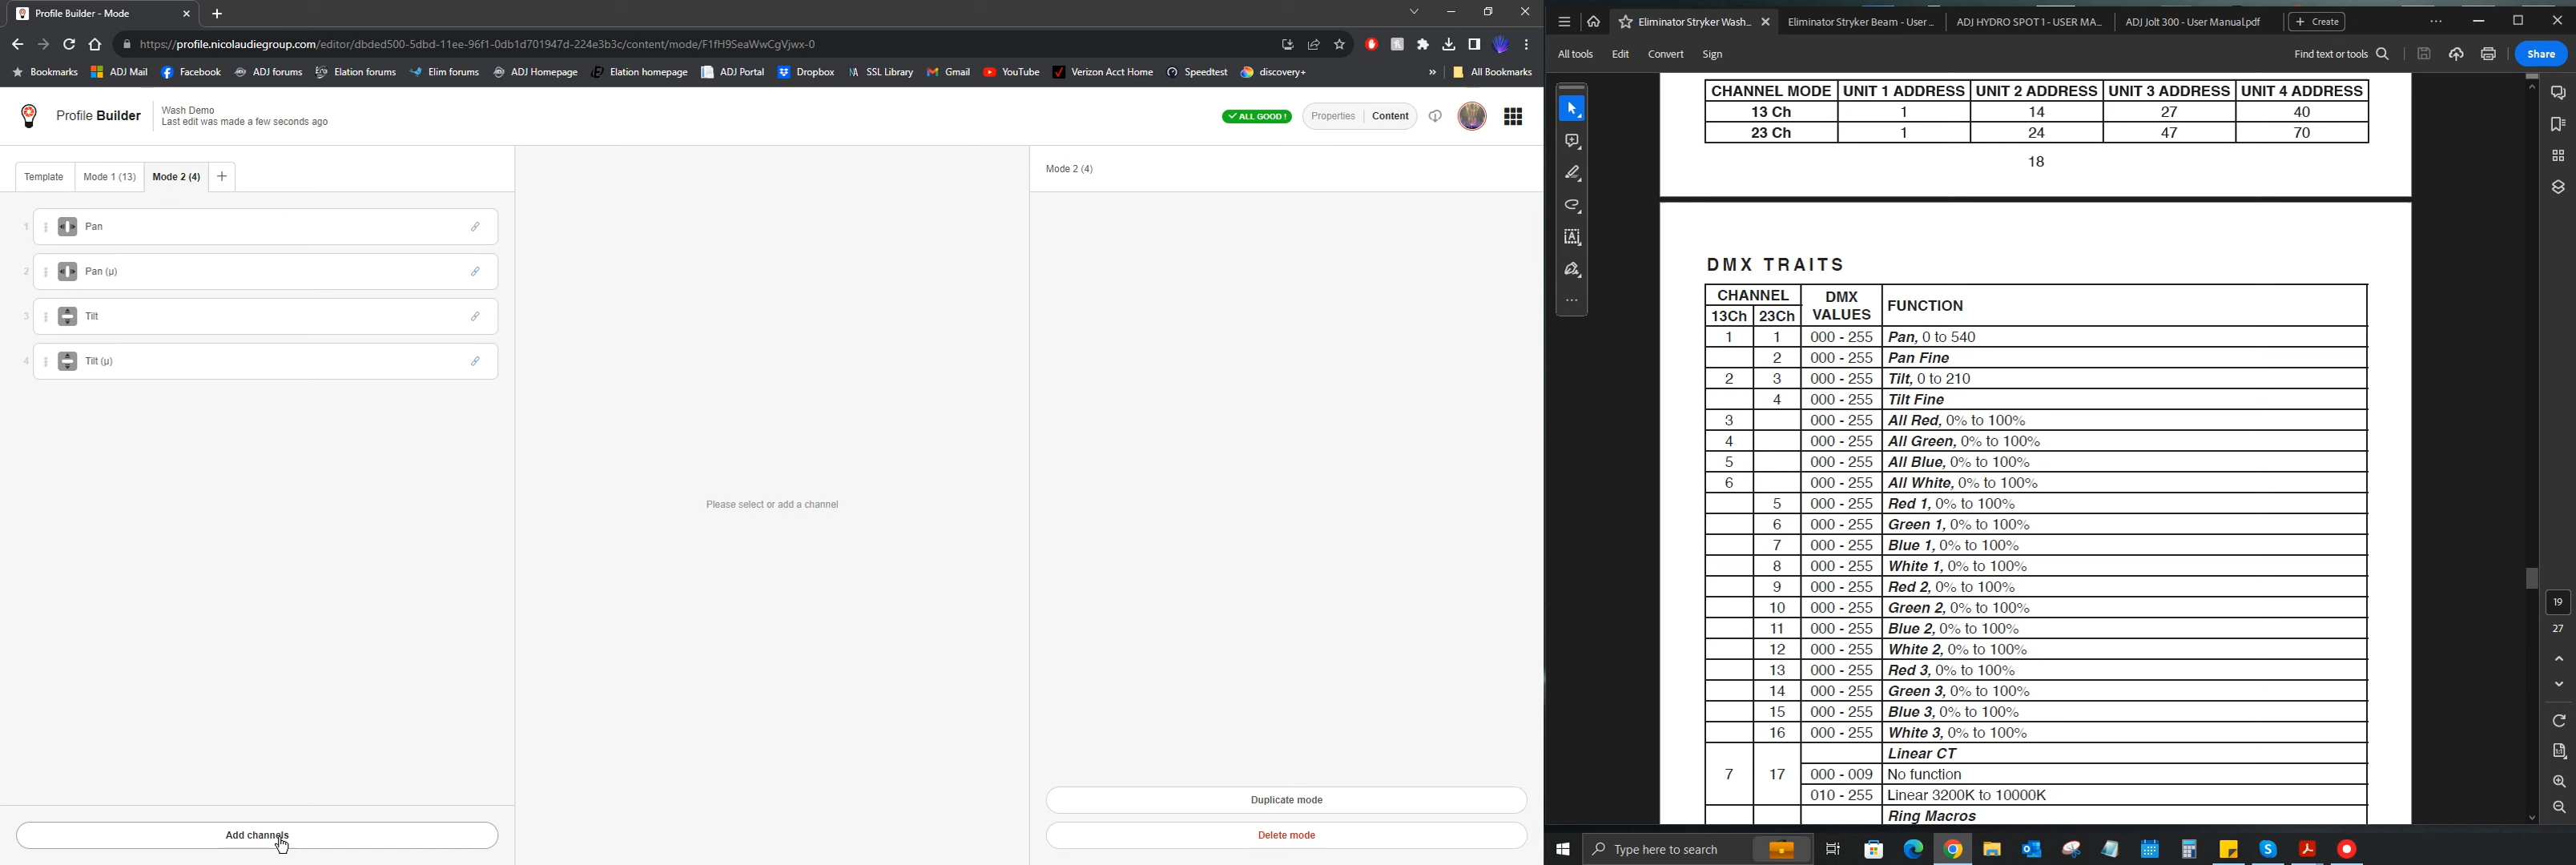 Profile Builder - Mode
https://profile.nicolaudiegroup.com/editor/dbded500-5dbd-11ee-96f1-0db1d701947d-224e3b3c/content/mode/F1fH9SeaWwCgVjwx-0
Bookmarks ADJ Mail Facebook ADJ forums Elation forums Elim forums ADJ Homepage Elation homepage ADJ Portal Dropbox SSL Library Gmail YouTube Verizon Acct Home Speedtest discovery+ » All Bookmarks
Profile Builder
Wash Demo
Last edit was made a few seconds ago
ALL GOOD !
Properties Content
Template Mode 1 (13) Mode 2 (4) +
1 Pan
2 Pan (µ)
3 Tilt
4 Tilt (µ)
Add channels
Please select or add a channel
Mode 2 (4)
Duplicate mode
Delete mode
Eliminator Stryker Wash... Eliminator Stryker Beam - User ... ADJ HYDRO SPOT 1 - USER MA... ADJ Jolt 300 - User Manual.pdf + Create
All tools Edit Convert Sign Find text or tools Share
CHANNEL MODE UNIT 1 ADDRESS UNIT 2 ADDRESS UNIT 3 ADDRESS UNIT 4 ADDRESS
13 Ch 1 14 27 40
23 Ch 1 24 47 70
18
DMX TRAITS
CHANNEL DMX VALUES FUNCTION
13Ch 23Ch
1 1 000 - 255 Pan, 0 to 540
2 000 - 255 Pan Fine
2 3 000 - 255 Tilt, 0 to 210
4 000 - 255 Tilt Fine
3 000 - 255 All Red, 0% to 100%
4 000 - 255 All Green, 0% to 100%
5 000 - 255 All Blue, 0% to 100%
6 000 - 255 All White, 0% to 100%
5 000 - 255 Red 1, 0% to 100%
6 000 - 255 Green 1, 0% to 100%
7 000 - 255 Blue 1, 0% to 100%
8 000 - 255 White 1, 0% to 100%
9 000 - 255 Red 2, 0% to 100%
10 000 - 255 Green 2, 0% to 100%
11 000 - 255 Blue 2, 0% to 100%
12 000 - 255 White 2, 0% to 100%
13 000 - 255 Red 3, 0% to 100%
14 000 - 255 Green 3, 0% to 100%
15 000 - 255 Blue 3, 0% to 100%
16 000 - 255 White 3, 0% to 100%
Linear CT
7 17 000 - 009 No function
010 - 255 Linear 3200K to 10000K
Ring Macros
19
27
Type here to search